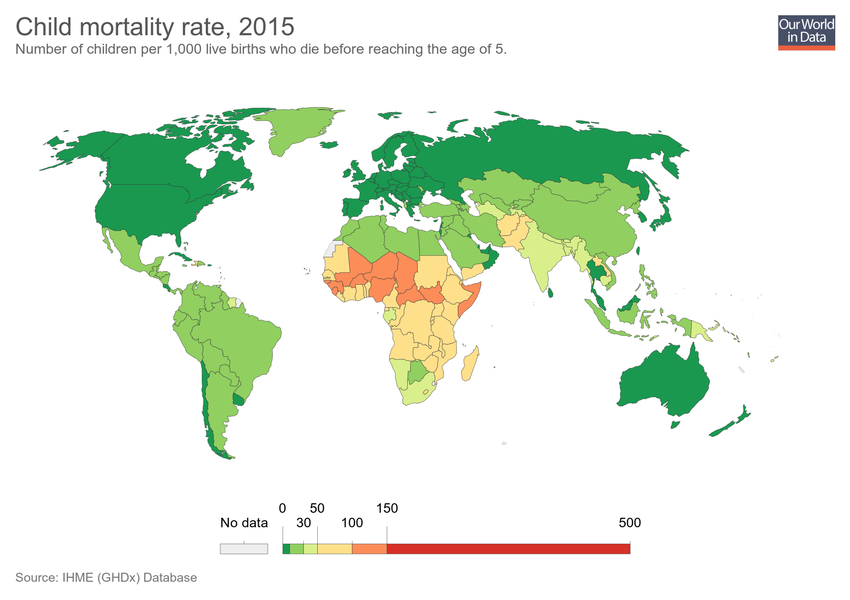 Child mortality rate, 2015
Number of children per 1,000 live births who die before reaching the age of 5.
Our World
in Data
0 50 150
No data 30 100 500
Source: IHME (GHDx) Database